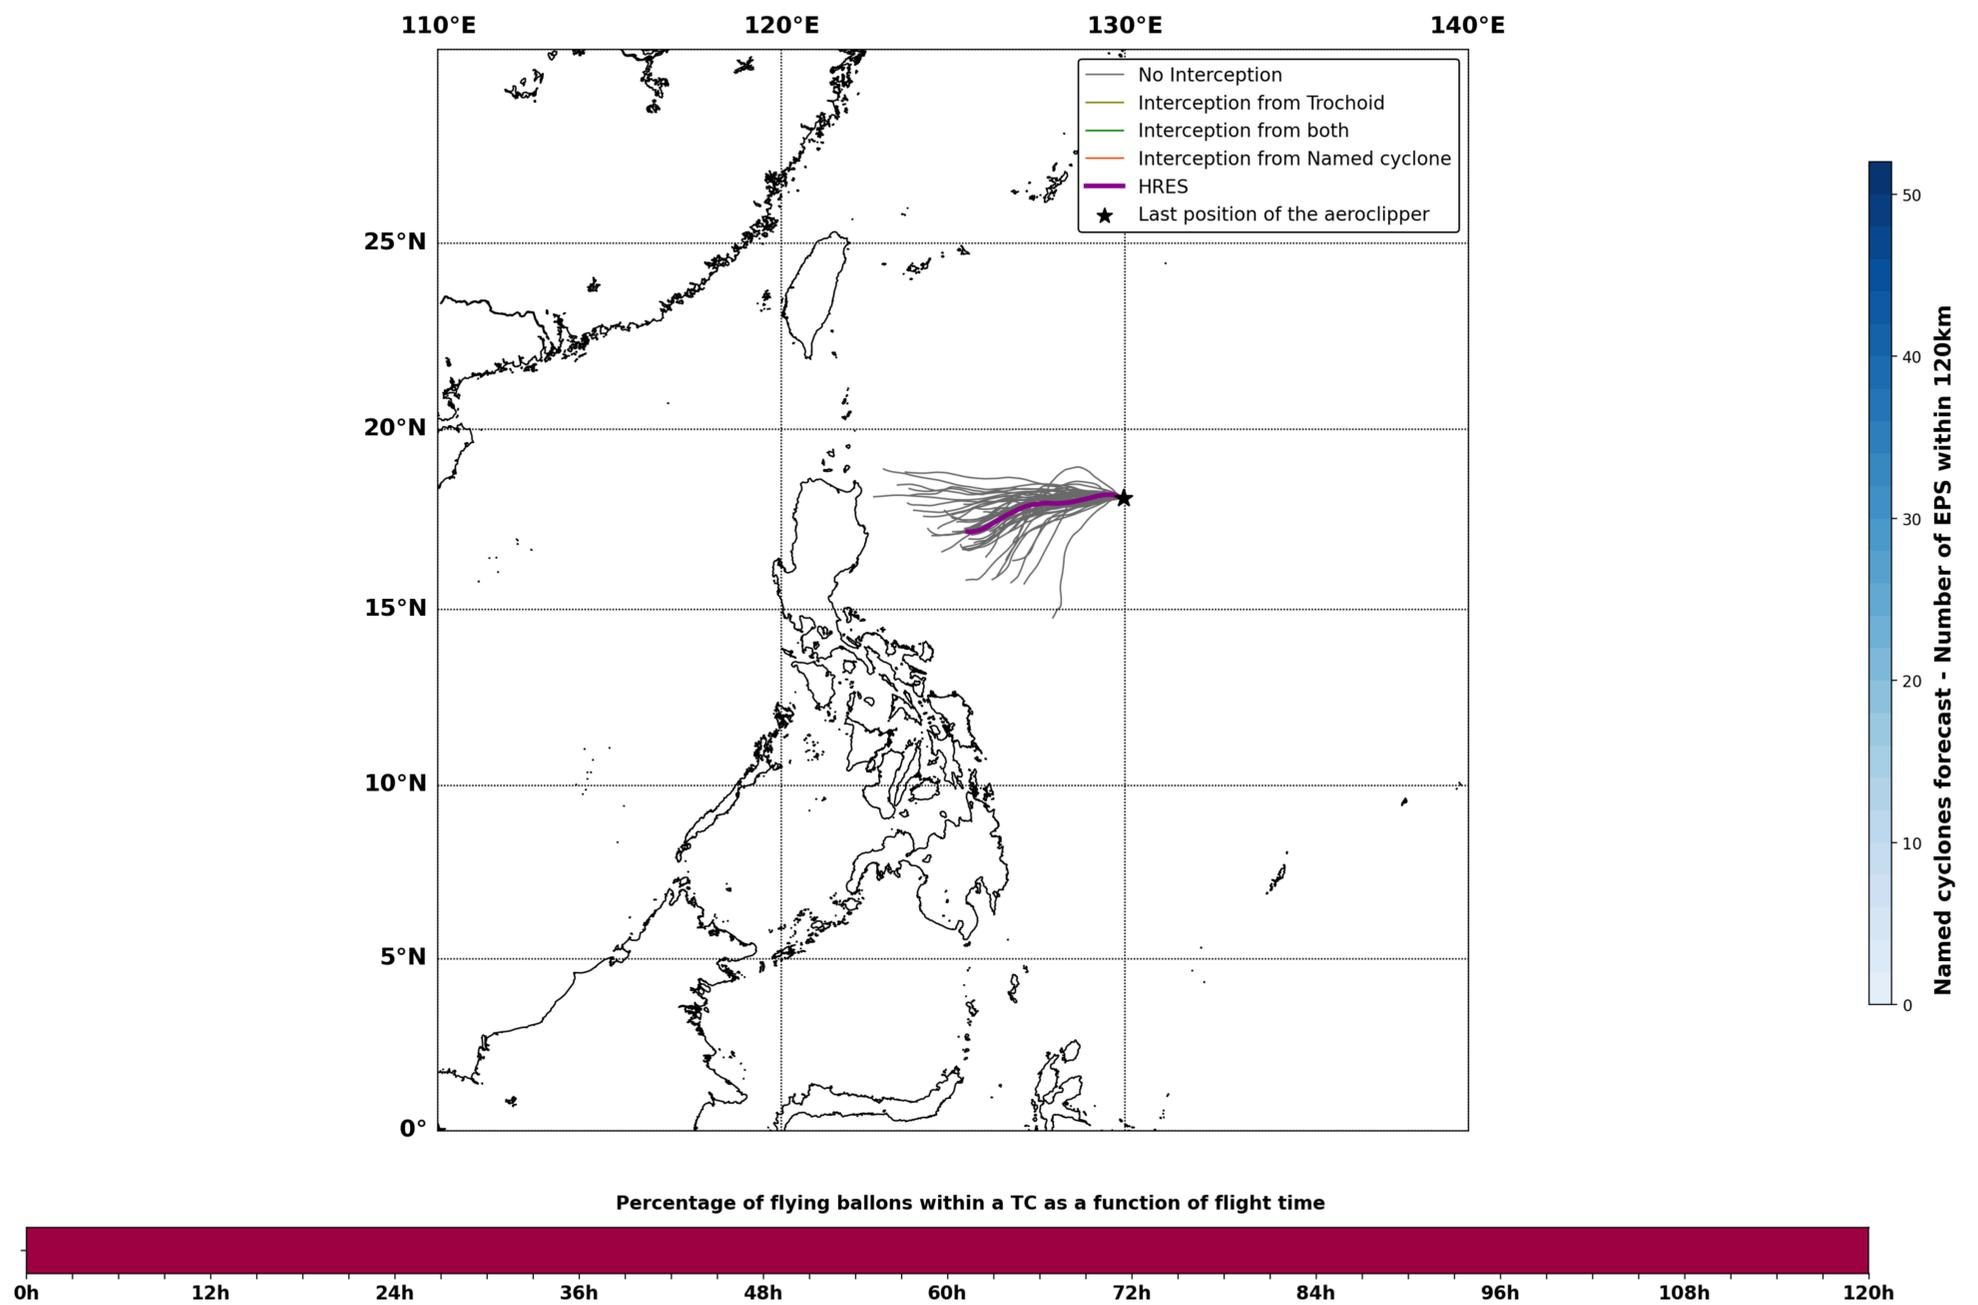 110°E 120°E 130°E 140°E
No Interception
Interception from Trochoid
Interception from both
Interception from Named cyclone
HRES
Last position of the aeroclipper
25°N
20°N
15°N
10°N
5°N
0°
50
40
30
20
10
0
Named cyclones forecast - Number of EPS within 120km
Percentage of flying ballons within a TC as a function of flight time
0h 12h 24h 36h 48h 60h 72h 84h 96h 108h 120h